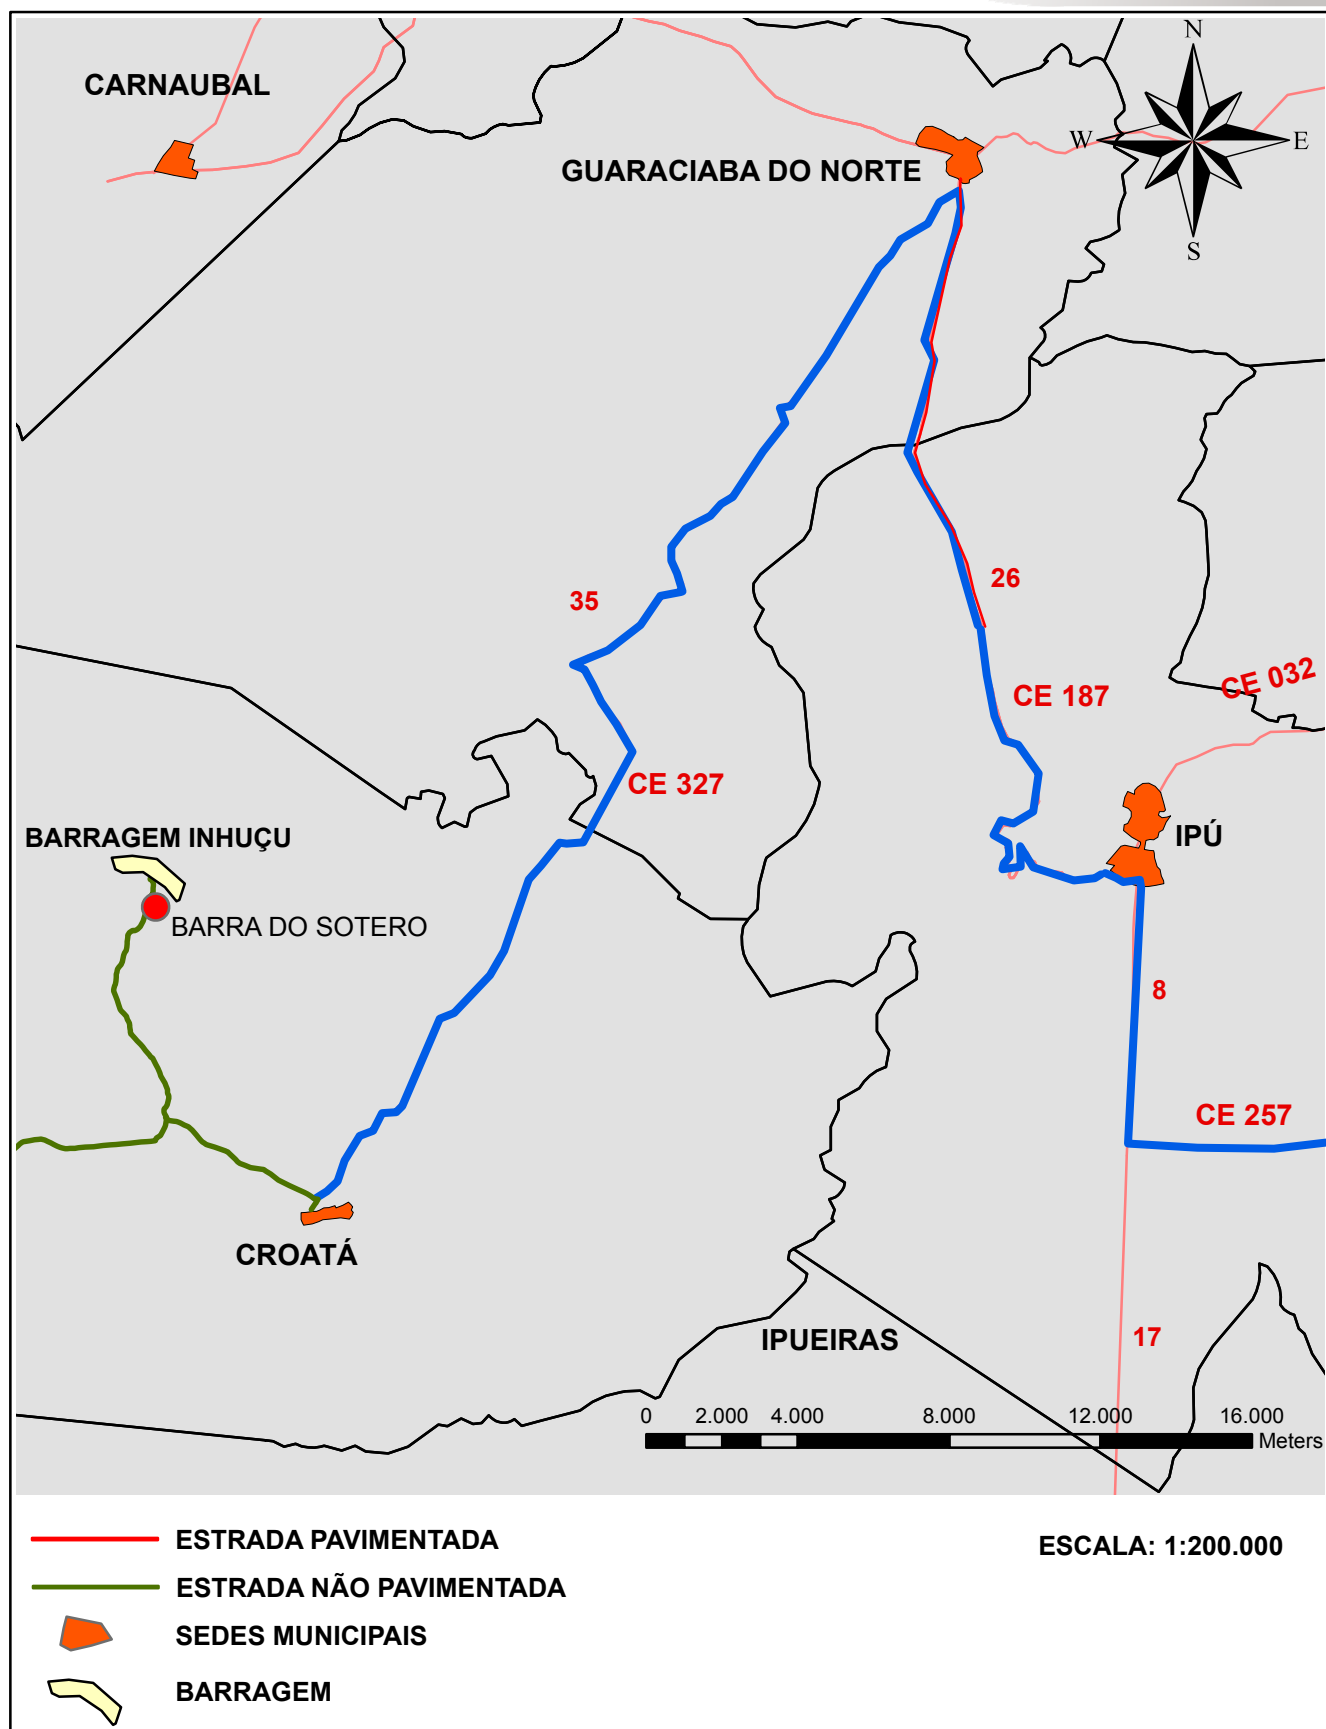 N
CARNAUBAL
W
E
GUARACIABA DO NORTE
S
26
35
CE 032
CE 187
CE 327
IPÚ
BARRAGEM INHUÇU
BARRA DO SOTERO
8
CE 257
CROATÁ
IPUEIRAS
17
0 2.000 4.000 8.000 12.000 16.000
Meters
ESTRADA PAVIMENTADA
ESCALA: 1:200.000
ESTRADA NÃO PAVIMENTADA
SEDES MUNICIPAIS
BARRAGEM